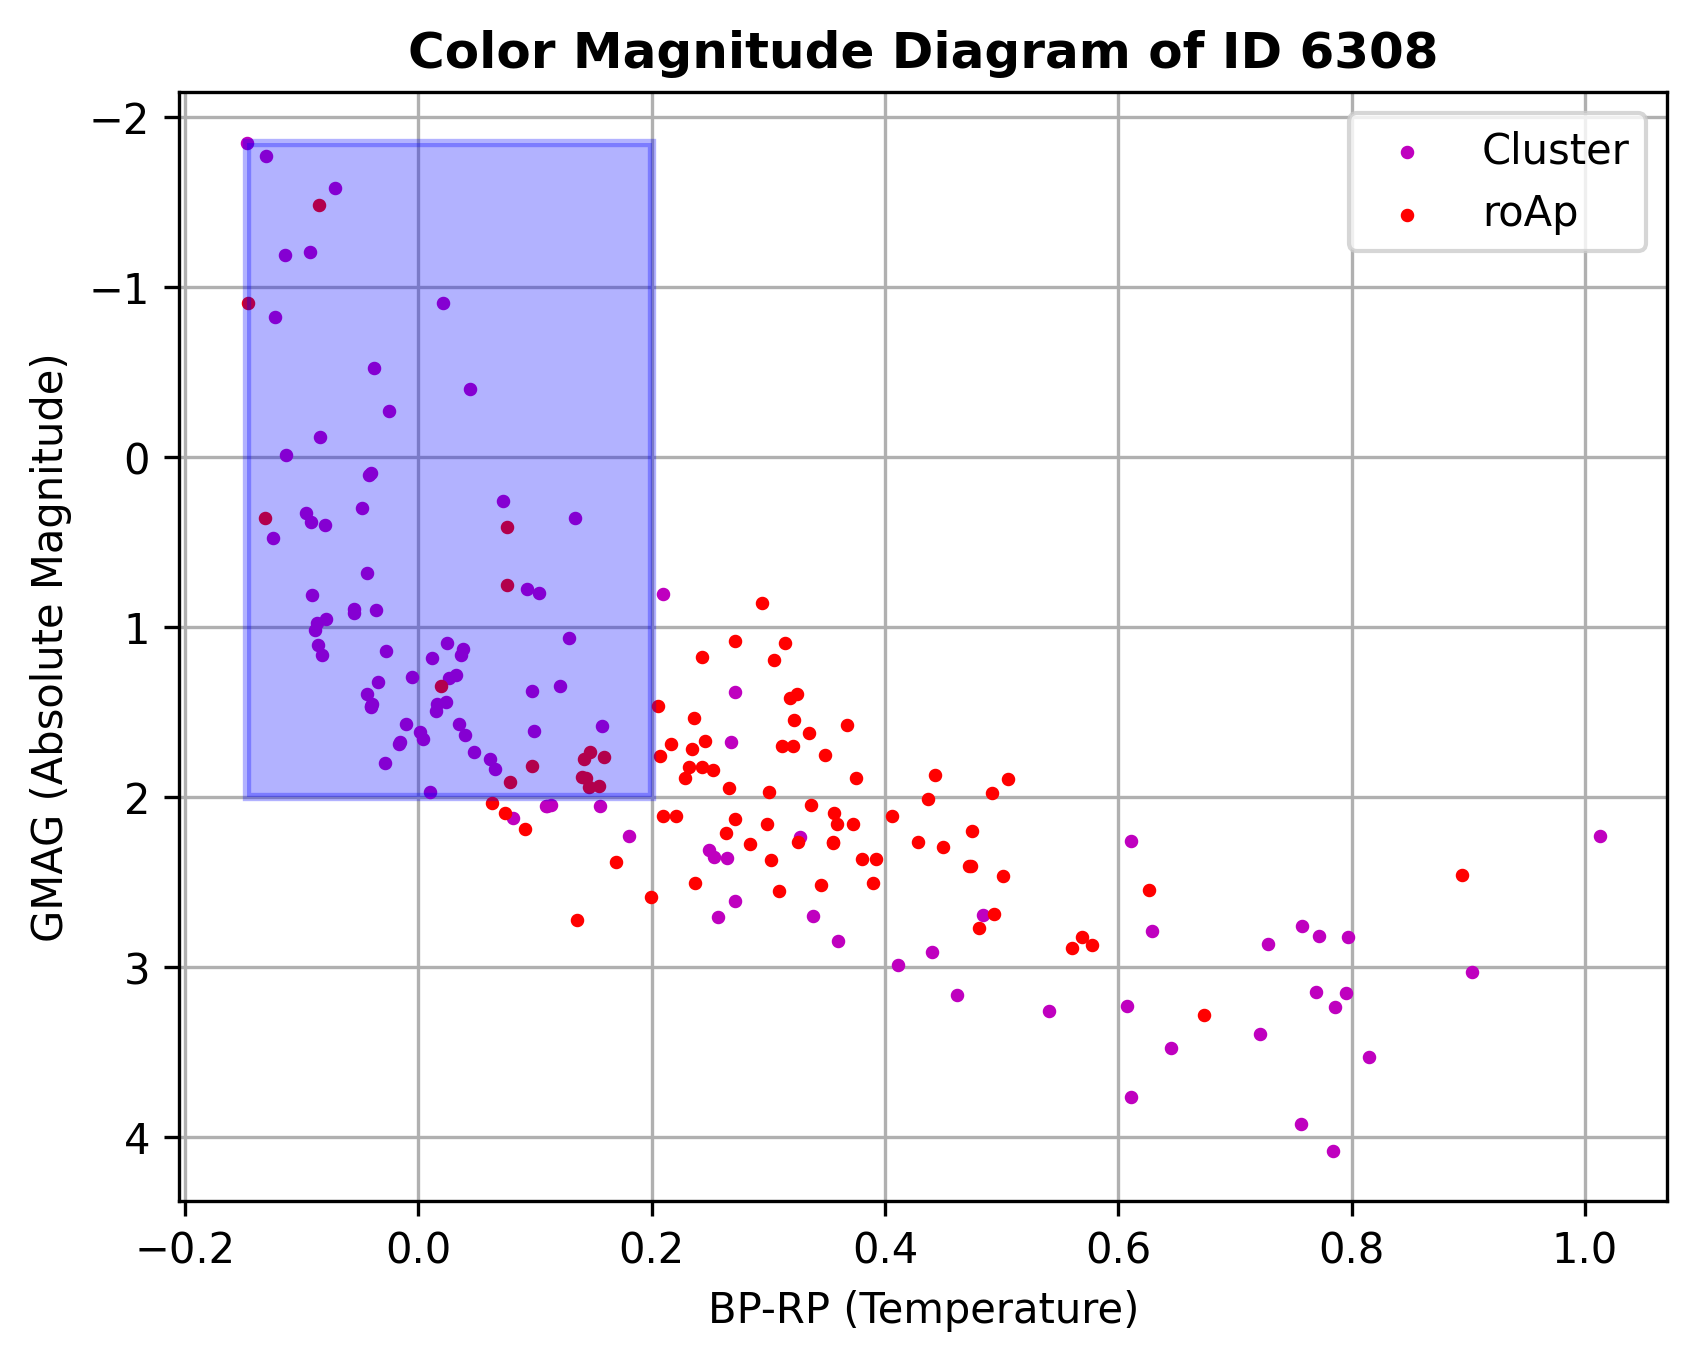 Color Magnitude Diagram of ID 6308
Cluster
roAp
GMAG (Absolute Magnitude)
−2
−1
0
1
2
3
4
−0.2 0.0 0.2 0.4 0.6 0.8 1.0
BP-RP (Temperature)